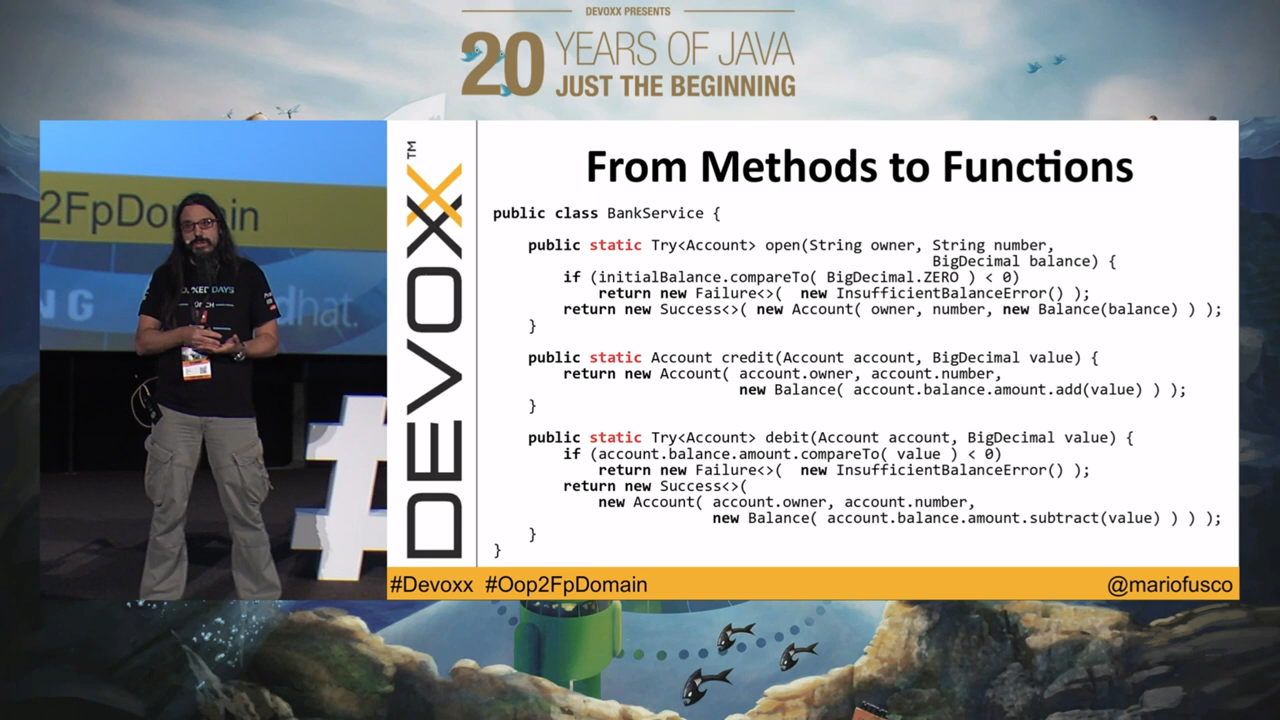 DEVOXX PRESENTS
20 YEARS OF JAVA
JUST THE BEGINNING
2FpDomain
NG
dhat.
DEVOXX™
From Methods to Functions
public class BankService {
public static Try<Account> open(String owner, String number,
BigDecimal balance) {
if (initialBalance.compareTo( BigDecimal.ZERO ) < 0)
return new Failure<>(  new InsufficientBalanceError() );
return new Success<>( new Account( owner, number, new Balance(balance) ) );
}
public static Account credit(Account account, BigDecimal value) {
return new Account( account.owner, account.number,
new Balance( account.balance.amount.add(value) ) );
}
public static Try<Account> debit(Account account, BigDecimal value) {
if (account.balance.amount.compareTo( value ) < 0)
return new Failure<>(  new InsufficientBalanceError() );
return new Success<>(
new Account( account.owner, account.number,
new Balance( account.balance.amount.subtract(value) ) ) );
}
}
#Devoxx #Oop2FpDomain
@mariofusco